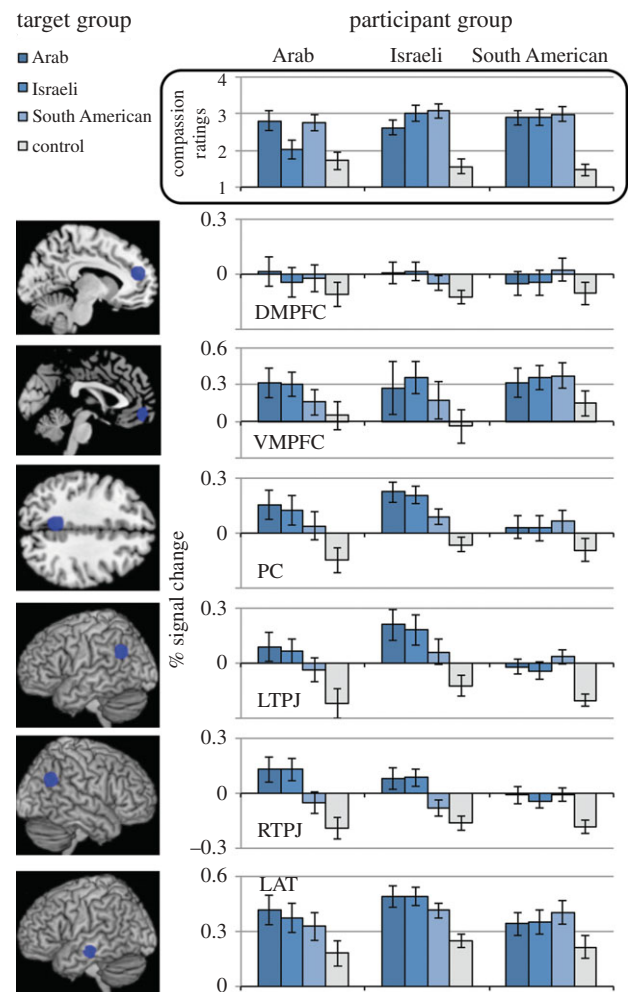 target group
participant group
Arab
Israeli
South American
control
Arab
Israeli
South American
compassion
ratings
4
3
2
1
0.3
0
DMPFC
0.6
0.3
0
VMPFC
0.3
0
PC
% signal change
0.3
0
LTPJ
0.3
0
–0.3
RTPJ
0.6
0.3
0
LAT